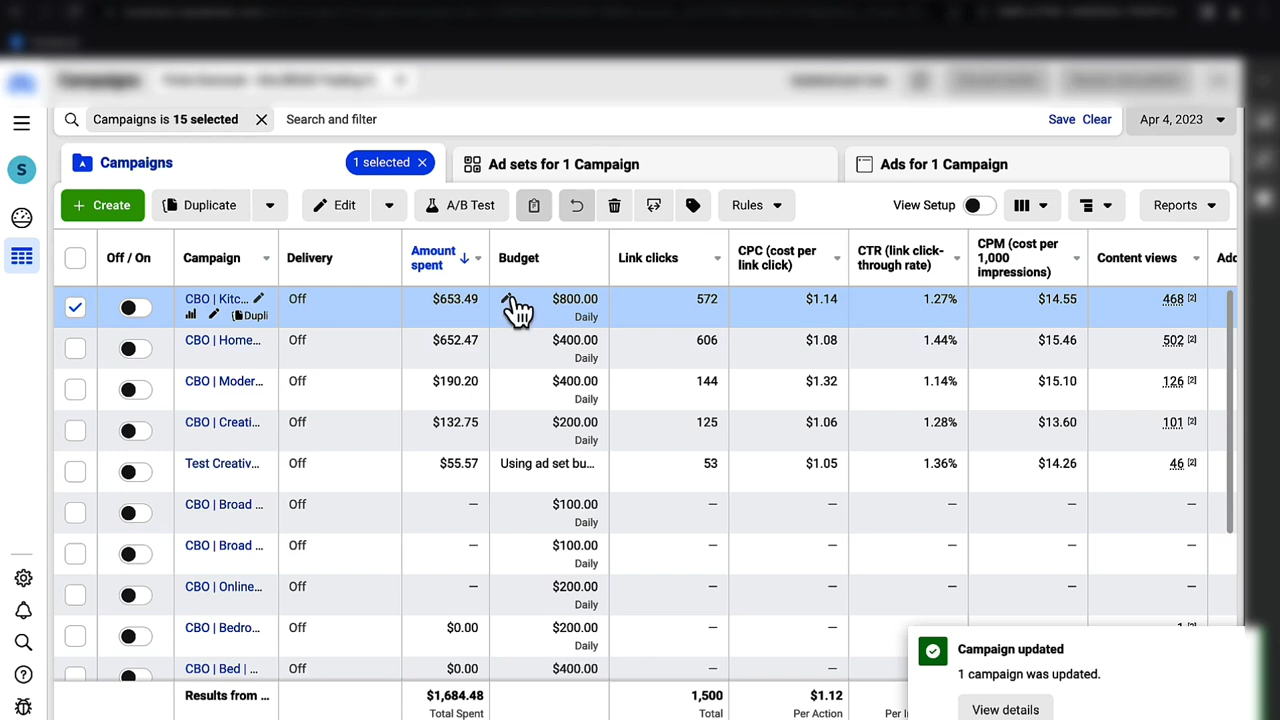 Campaigns
Campaigns is 15 selected
Search and filter
Save Clear
Apr 4, 2023
S
Campaigns
1 selected
Ad sets for 1 Campaign
Ads for 1 Campaign
+ Create
Duplicate
Edit
A/B Test
Rules
View Setup
Reports
Off / On
Campaign
Delivery
Amount
spent
Budget
Link clicks
CPC (cost per
link click)
CTR (link click-
through rate)
CPM (cost per
1,000
impressions)
Content views
Adc
CBO | Kitc... Off $653.49 $800.00 572 $1.14 1.27% $14.55 468 [2]
Dupli Daily
CBO | Home... Off $652.47 $400.00 606 $1.08 1.44% $15.46 502 [2]
Daily
CBO | Moder... Off $190.20 $400.00 144 $1.32 1.14% $15.10 126 [2]
Daily
CBO | Creati... Off $132.75 $200.00 125 $1.06 1.28% $13.60 101 [2]
Daily
Test Creativ... Off $55.57 Using ad set bu... 53 $1.05 1.36% $14.26 46 [2]
CBO | Broad ... Off — $100.00 — — — — —
Daily
CBO | Broad ... Off — $100.00 — — — — —
Daily
CBO | Online... Off — $200.00 — — — — —
Daily
CBO | Bedro... Off $0.00 $200.00 — —
Daily
CBO | Bed | ... Off $0.00 $400.00 — —
Results from ... $1,684.48 1,500 $1.12
Total Spent Total Per Action
Campaign updated
1 campaign was updated.
View details